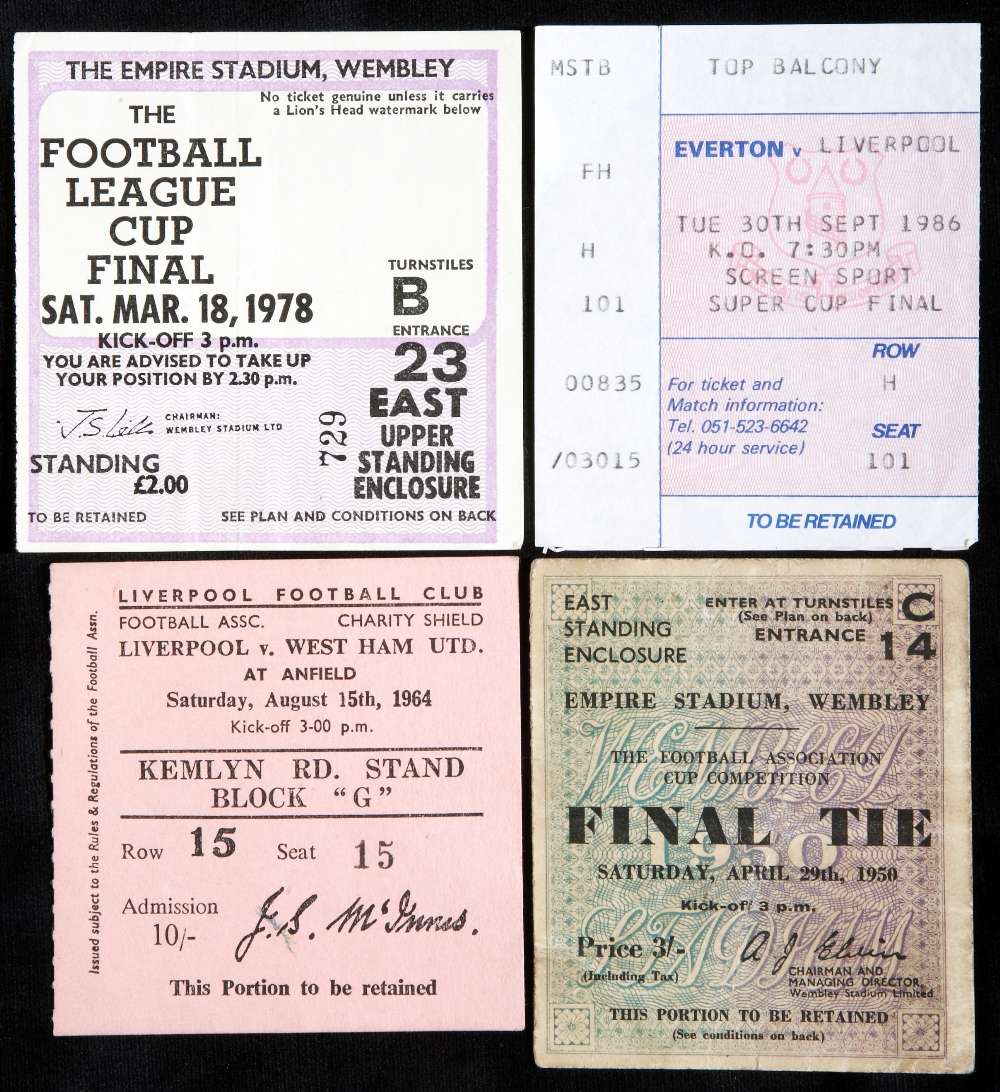 THE EMPIRE STADIUM, WEMBLEY
No ticket genuine unless it carries
a Lion's Head watermark below
THE
FOOTBALL
LEAGUE
CUP
FINAL
SAT. MAR. 18, 1978
KICK-OFF 3 p.m.
YOU ARE ADVISED TO TAKE UP
YOUR POSITION BY 2.30 p.m.
CHAIRMAN:
WEMBLEY STADIUM LTD
STANDING
£2.00
TURNSTILES
B
ENTRANCE
23
EAST
UPPER
STANDING
ENCLOSURE
729
TO BE RETAINED SEE PLAN AND CONDITIONS ON BACK
MSTB
FH
H
101
00835
/03015
TOP BALCONY
EVERTON v LIVERPOOL
TUE 30TH SEPT 1986
K.O. 7:30PM
SCREEN SPORT
SUPER CUP FINAL
ROW
H
For ticket and
Match information:
Tel. 051-523-6642
(24 hour service)
SEAT
101
TO BE RETAINED
Issued subject to the Rules & Regulations of the Football Assn.
LIVERPOOL FOOTBALL CLUB
FOOTBALL ASSC. CHARITY SHIELD
LIVERPOOL v. WEST HAM UTD.
AT ANFIELD
Saturday, August 15th, 1964
Kick-off 3-00 p.m.
KEMLYN RD. STAND
BLOCK “G”
Row 15 Seat 15
Admission
10/-
J.S. McInnes.
This Portion to be retained
EAST
STANDING
ENCLOSURE
ENTER AT TURNSTILES C
(See Plan on back)
ENTRANCE 14
EMPIRE STADIUM, WEMBLEY
WEMBLEY
THE FOOTBALL ASSOCIATION
CUP COMPETITION
FINAL TIE
1950
SATURDAY, APRIL 29th, 1950
Kick-off 3 p.m.
STADIUM
Price 3/-
(Including Tax)
A J Elvin
CHAIRMAN AND
MANAGING DIRECTOR,
Wembley Stadium Limited
THIS PORTION TO BE RETAINED
(See conditions on back)